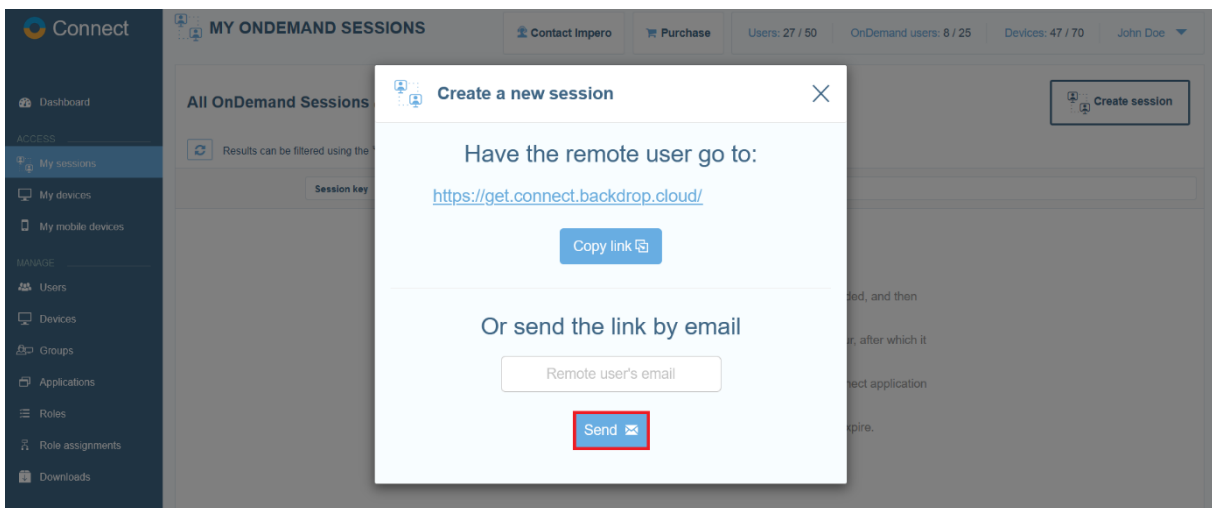 Connect
MY ONDEMAND SESSIONS
Contact Impero
Purchase
Users: 27 / 50
OnDemand users: 8 / 25
Devices: 47 / 70
John Doe
Dashboard
ACCESS
My sessions
My devices
My mobile devices
MANAGE
Users
Devices
Groups
Applications
Roles
Role assignments
Downloads
All OnDemand Sessions
Create session
Results can be filtered using the
Session key
Create a new session
Have the remote user go to:
https://get.connect.backdrop.cloud/
Copy link
Or send the link by email
Remote user's email
Send
ded, and then
ur, after which it
nect application
xpire.